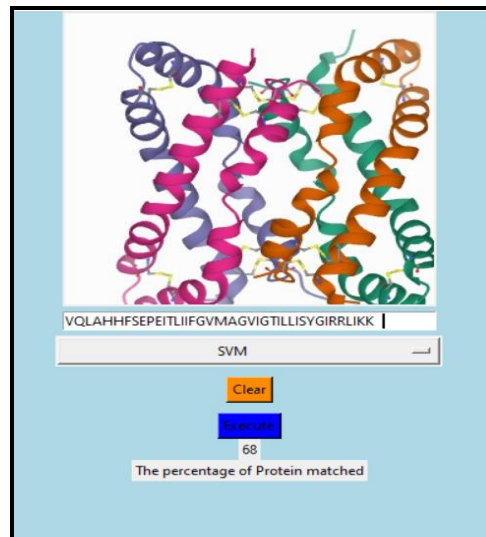 VQLAHHFSEPEITLIIFGVMAGVIGTILLISYGIRRLIKK
SVM
Clear
Execute
68
The percentage of Protein matched